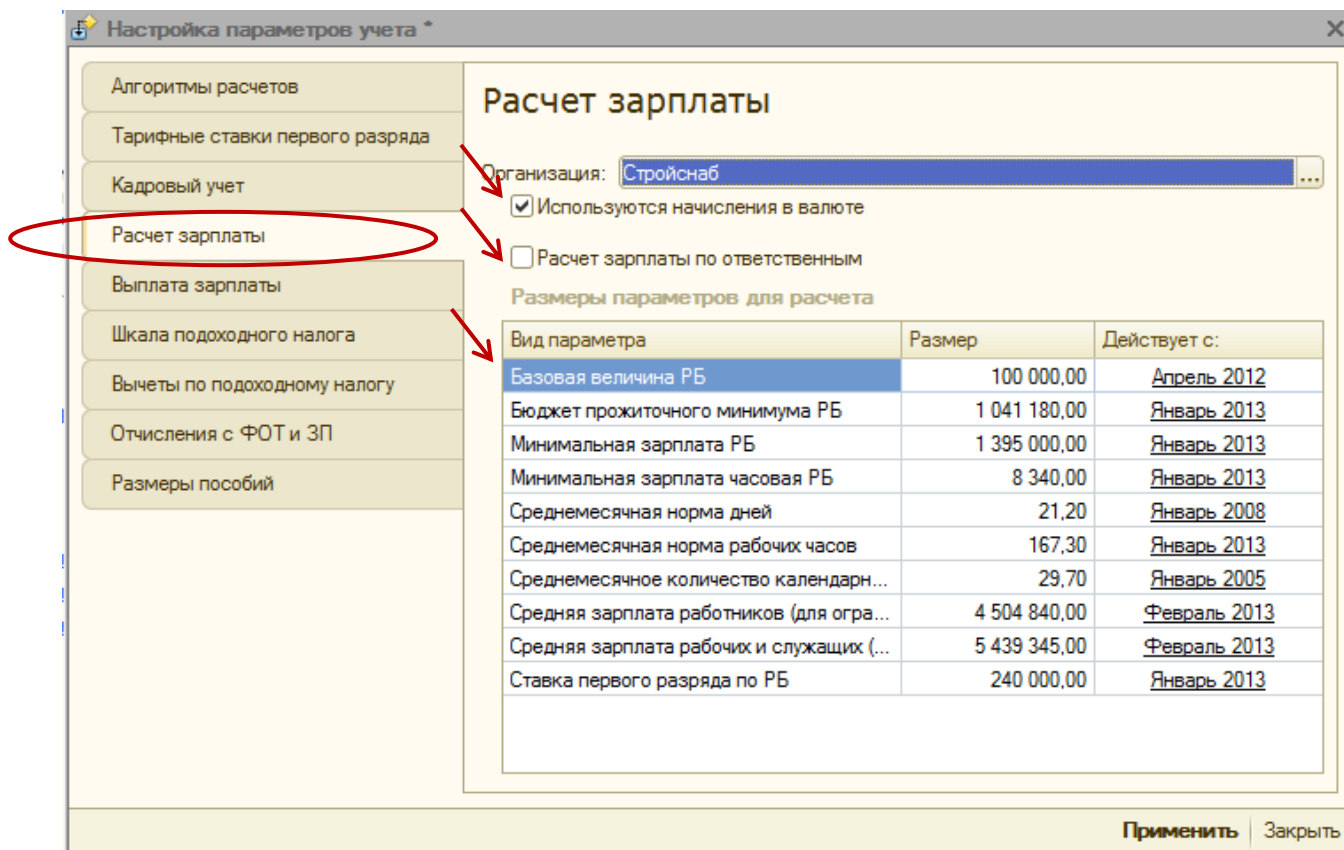 Настройка параметров учета *
Алгоритмы расчетов
Тарифные ставки первого разряда
Кадровый учет
Расчет зарплаты
Выплата зарплаты
Шкала подоходного налога
Вычеты по подоходному налогу
Отчисления с ФОТ и ЗП
Размеры пособий
Расчет зарплаты
Организация: Стройснаб ...
Используются начисления в валюте
Расчет зарплаты по ответственным
Размеры параметров для расчета
Вид параметра Размер Действует с:
Базовая величина РБ 100 000,00 Апрель 2012
Бюджет прожиточного минимума РБ 1 041 180,00 Январь 2013
Минимальная зарплата РБ 1 395 000,00 Январь 2013
Минимальная зарплата часовая РБ 8 340,00 Январь 2013
Среднемесячная норма дней 21,20 Январь 2008
Среднемесячная норма рабочих часов 167,30 Январь 2013
Среднемесячное количество календарн... 29,70 Январь 2005
Средняя зарплата работников (для огра... 4 504 840,00 Февраль 2013
Средняя зарплата рабочих и служащих (... 5 439 345,00 Февраль 2013
Ставка первого разряда по РБ 240 000,00 Январь 2013
Применить Закрыть